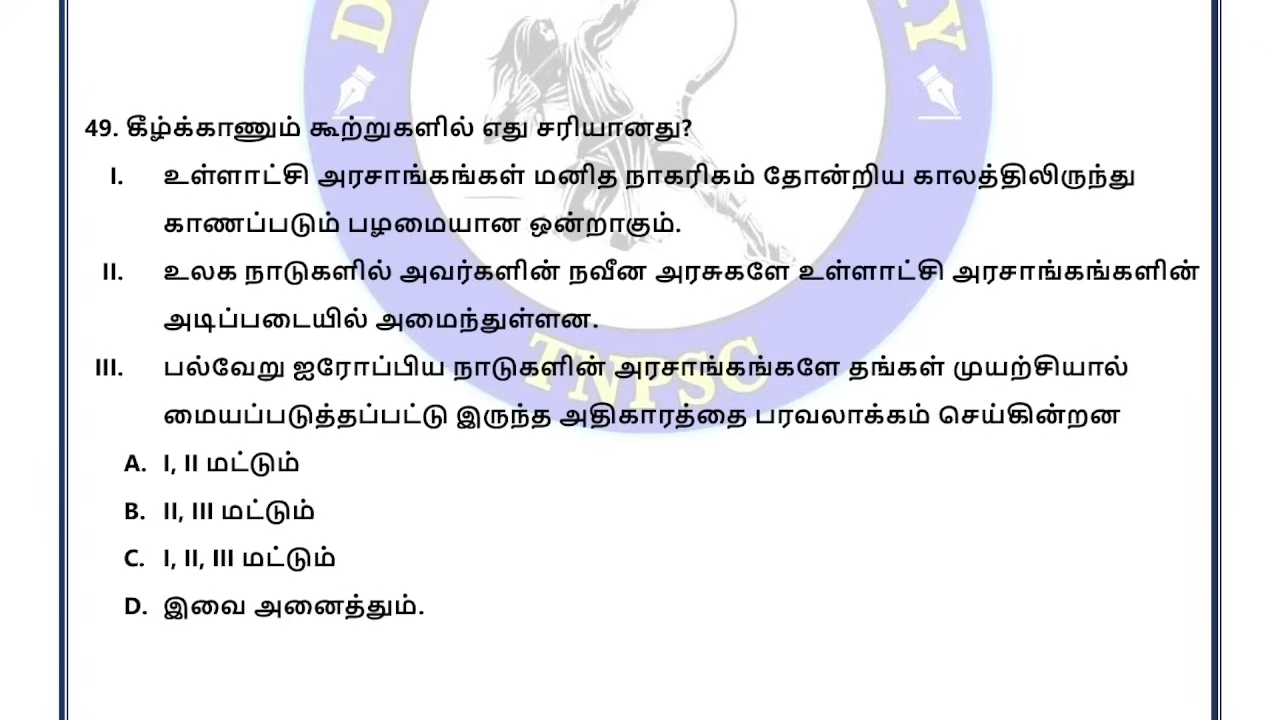 49. கீழ்க்காணும் கூற்றுகளில் எது சரியானது?
I. உள்ளாட்சி அரசாங்கங்கள் மனித நாகரிகம் தோன்றிய காலத்திலிருந்து
காணப்படும் பழமையான ஒன்றாகும்.
II. உலக நாடுகளில் அவர்களின் நவீன அரசுகளே உள்ளாட்சி அரசாங்கங்களின்
அடிப்படையில் அமைந்துள்ளன.
III. பல்வேறு ஐரோப்பிய நாடுகளின் அரசாங்கங்களே தங்கள் முயற்சியால்
மையப்படுத்தப்பட்டு இருந்த அதிகாரத்தை பரவலாக்கம் செய்கின்றன
TNPSC
A. I, II மட்டும்
B. II, III மட்டும்
C. I, II, III மட்டும்
D. இவை அனைத்தும்.